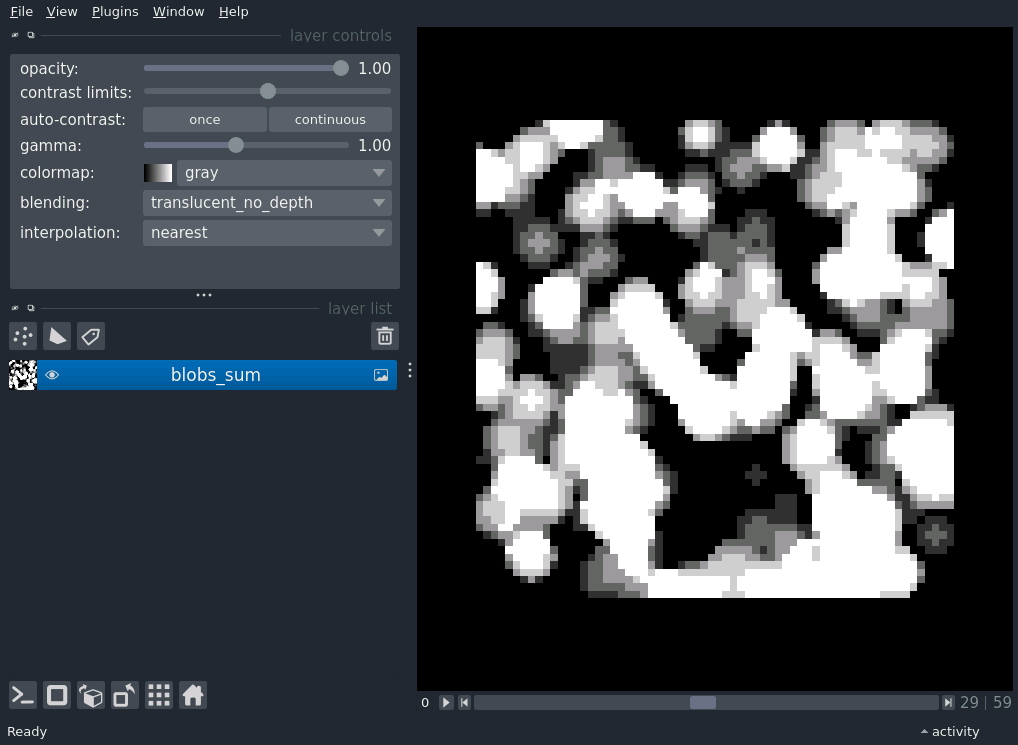 File View Plugins Window Help
layer controls
opacity: 1.00
contrast limits:
auto-contrast: once continuous
gamma: 1.00
colormap: gray
blending: translucent_no_depth
interpolation: nearest
layer list
blobs_sum
0 29 | 59
Ready activity